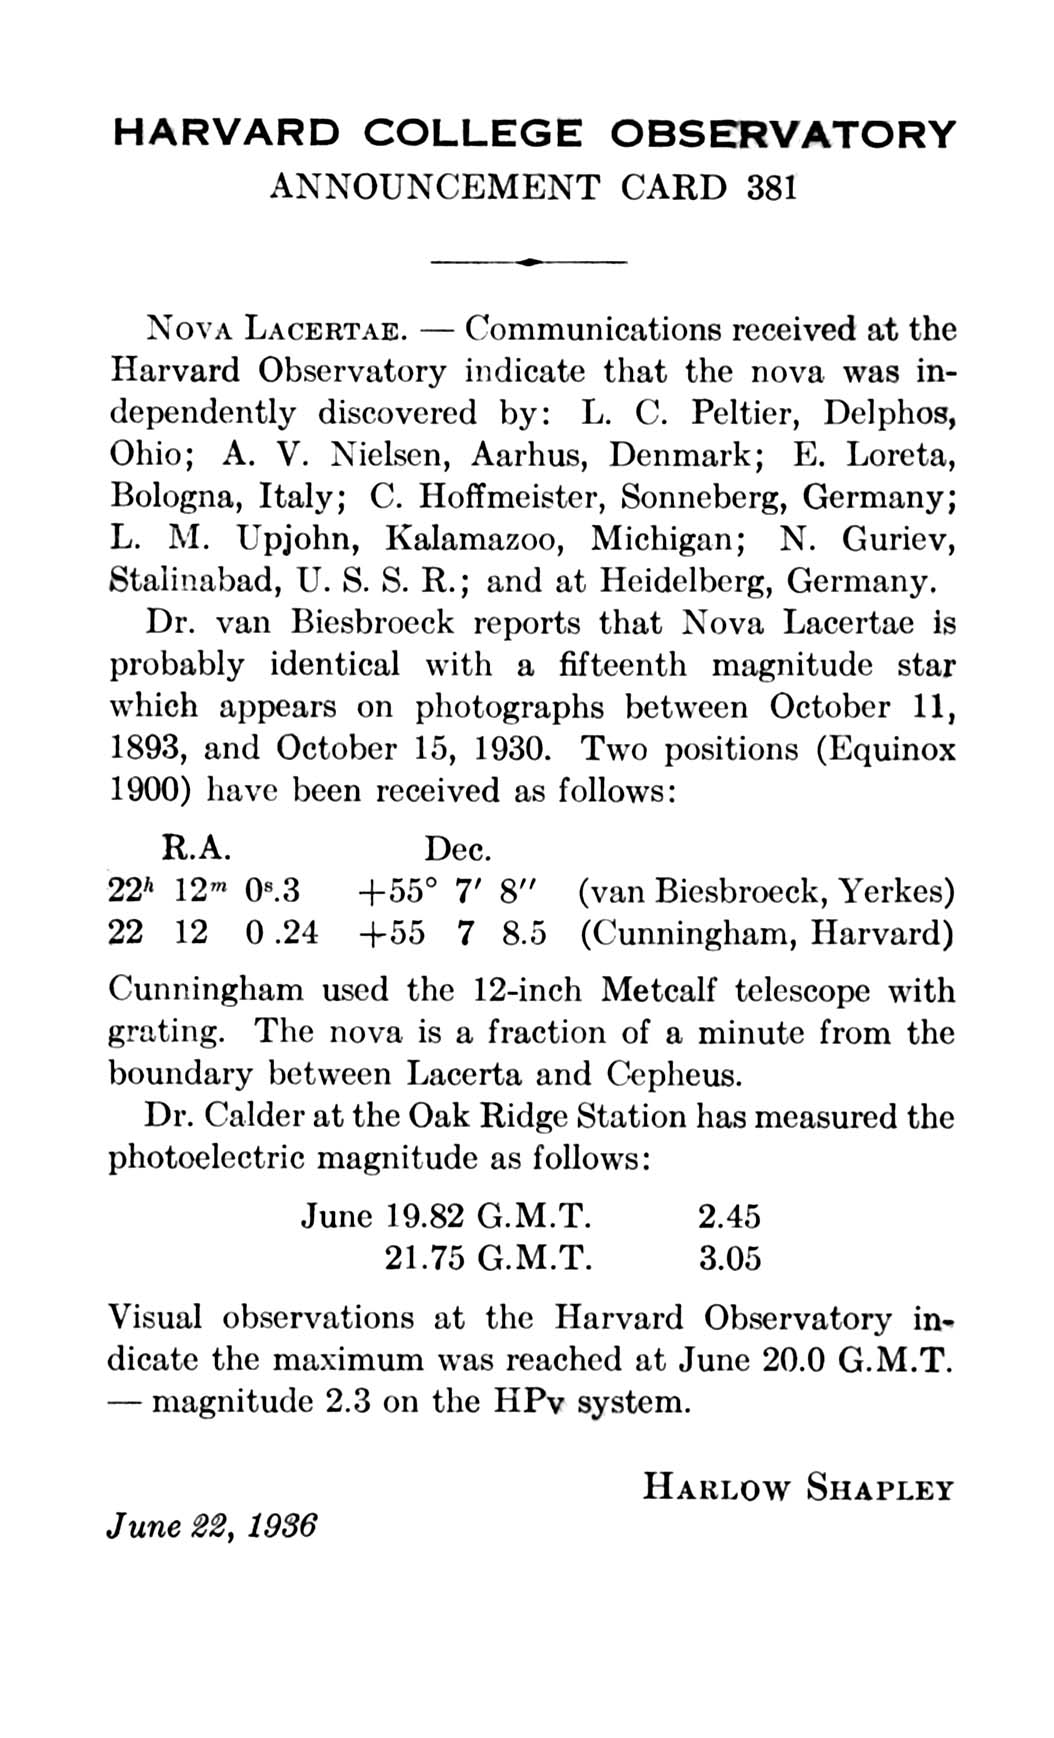 HARVARD COLLEGE OBSERVATORY
ANNOUNCEMENT CARD 381
NOVA LACERTAE. — Communications received at the
Harvard Observatory indicate that the nova was in-
dependently discovered by: L. C. Peltier, Delphos,
Ohio; A. V. Nielsen, Aarhus, Denmark; E. Loreta,
Bologna, Italy; C. Hoffmeister, Sonneberg, Germany;
L. M. Upjohn, Kalamazoo, Michigan; N. Guriev,
Stalinabad, U. S. S. R.; and at Heidelberg, Germany.
Dr. van Biesbroeck reports that Nova Lacertae is
probably identical with a fifteenth magnitude star
which appears on photographs between October 11,
1893, and October 15, 1930. Two positions (Equinox
1900) have been received as follows:
R.A. Dec.
22ʰ 12ᵐ 0ˢ.3 +55° 7′ 8″ (van Biesbroeck, Yerkes)
22 12 0 .24 +55 7 8.5 (Cunningham, Harvard)
Cunningham used the 12-inch Metcalf telescope with
grating. The nova is a fraction of a minute from the
boundary between Lacerta and Cepheus.
Dr. Calder at the Oak Ridge Station has measured the
photoelectric magnitude as follows:
June 19.82 G.M.T. 2.45
21.75 G.M.T. 3.05
Visual observations at the Harvard Observatory in-
dicate the maximum was reached at June 20.0 G.M.T.
— magnitude 2.3 on the HPv system.
HARLOW SHAPLEY
June 22, 1936